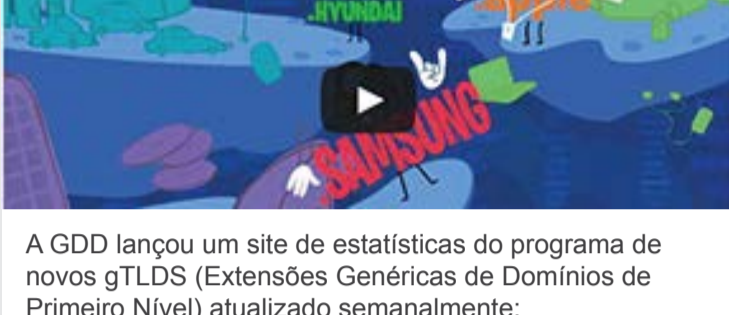 .HYUNDAI
.SAMSUNG
A GDD lançou um site de estatísticas do programa de
novos gTLDS (Extensões Genéricas de Domínios de
Primeiro Nível) atualizado semanalmente: